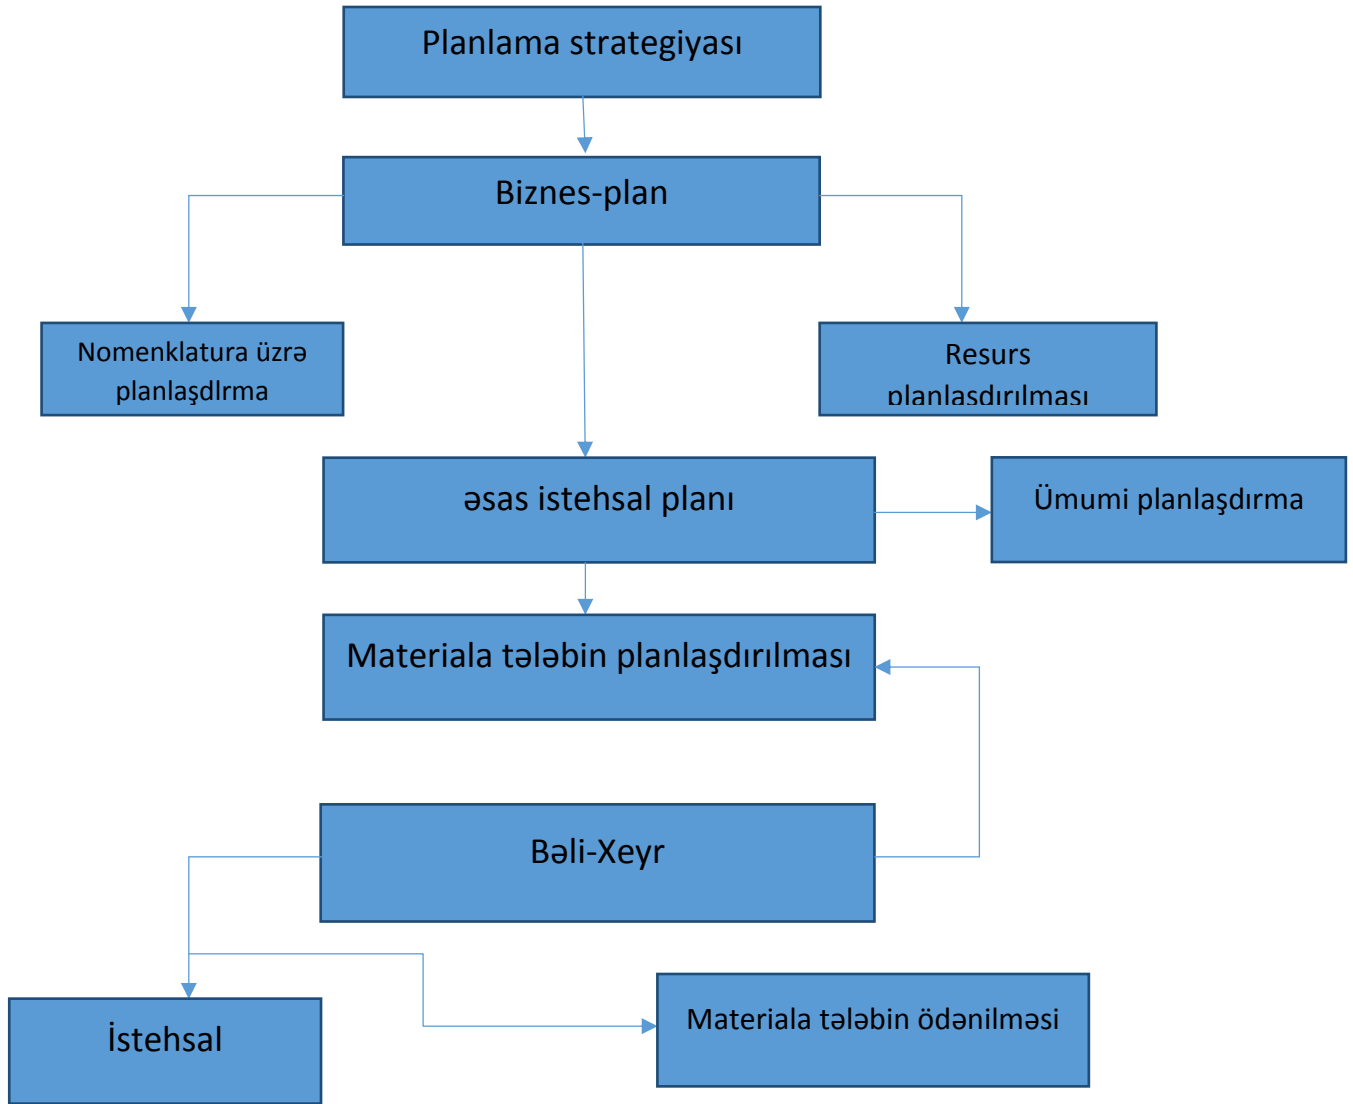 Planlama strategiyası
Biznes-plan
Nomenklatura üzrə
planlaşdlrma
Resurs
planlaşdırılması
əsas istehsal planı
Ümumi planlaşdırma
Materiala tələbin planlaşdırılması
Bəli-Xeyr
İstehsal
Materiala tələbin ödənilməsi